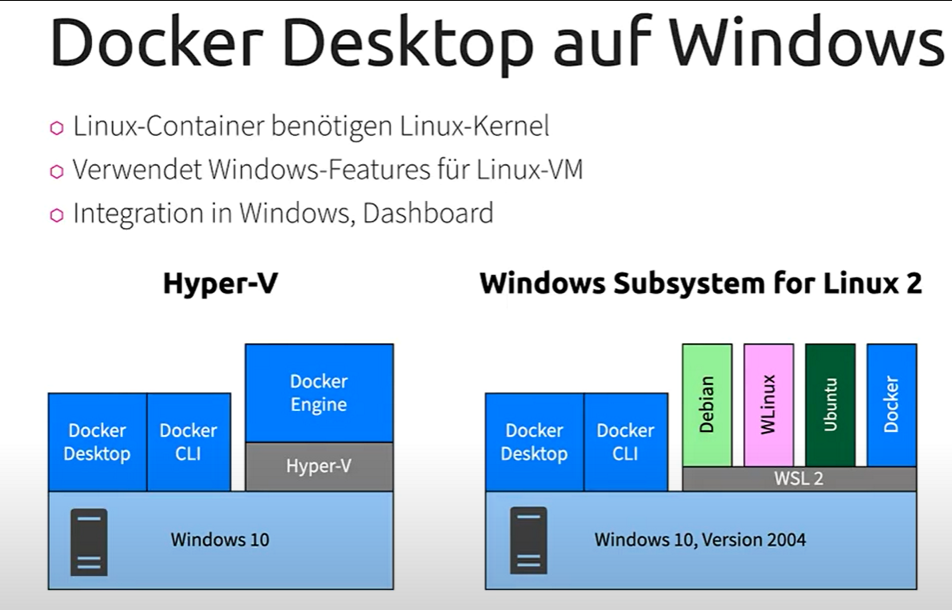 Docker Desktop auf Windows
Linux-Container benötigen Linux-Kernel
Verwendet Windows-Features für Linux-VM
Integration in Windows, Dashboard
Hyper-V
Docker
Desktop
Docker
CLI
Docker
Engine
Hyper-V
Windows 10
Windows Subsystem for Linux 2
Docker
Desktop
Docker
CLI
Debian
WLinux
Ubuntu
Docker
WSL 2
Windows 10, Version 2004